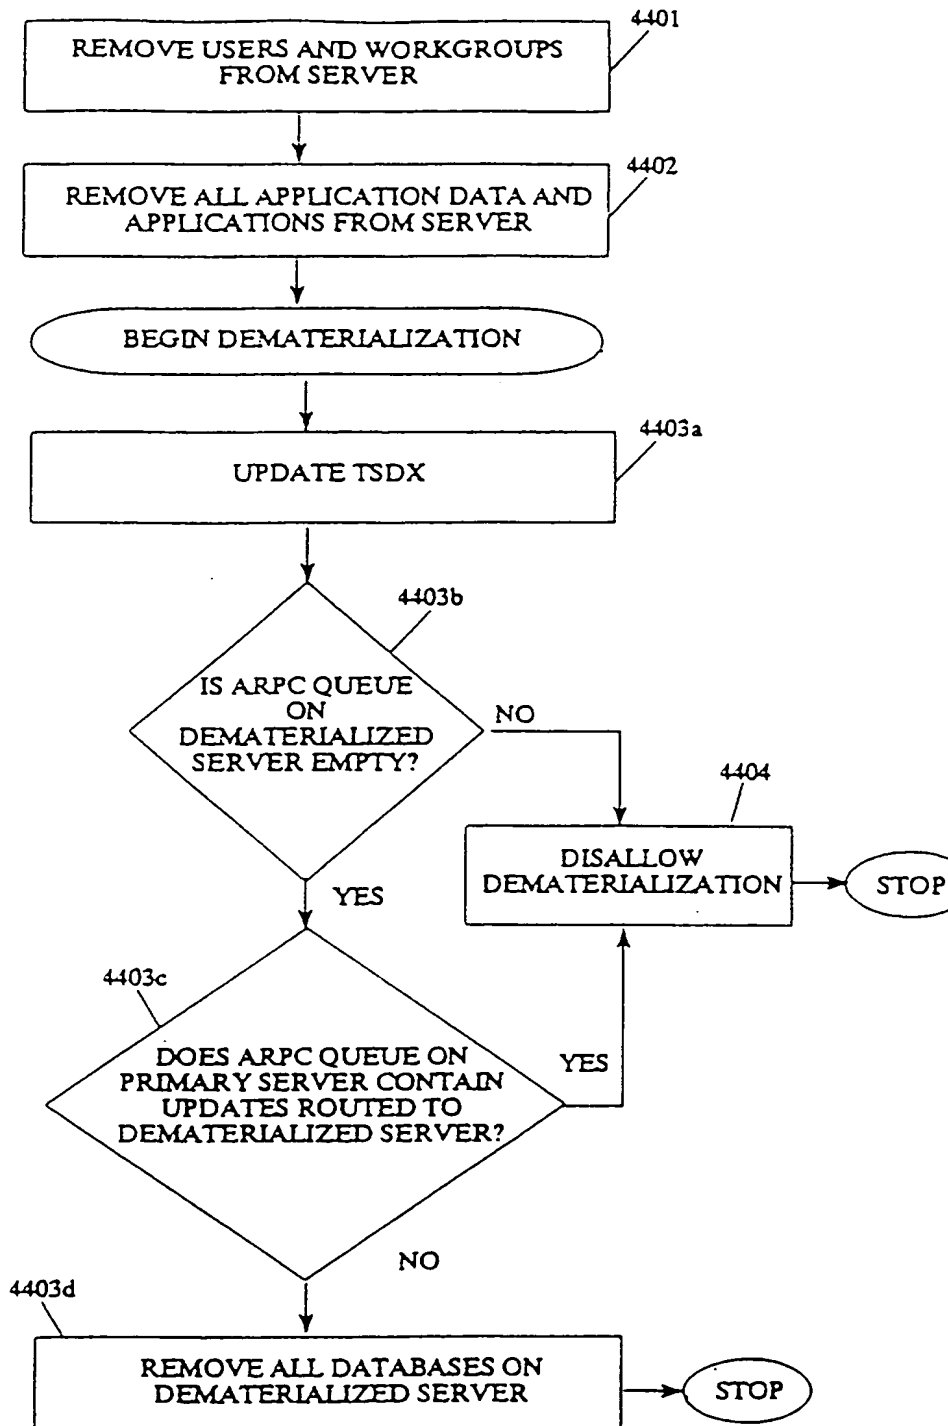 4401
REMOVE USERS AND WORKGROUPS
FROM SERVER
4402
REMOVE ALL APPLICATION DATA AND
APPLICATIONS FROM SERVER
BEGIN DEMATERIALIZATION
4403a
UPDATE TSDX
4403b
IS ARPC QUEUE
ON
DEMATERIALIZED
SERVER EMPTY?
NO
4404
DISALLOW
DEMATERIALIZATION
STOP
YES
4403c
DOES ARPC QUEUE ON
PRIMARY SERVER CONTAIN
UPDATES ROUTED TO
DEMATERIALIZED SERVER?
YES
NO
4403d
REMOVE ALL DATABASES ON
DEMATERIALIZED SERVER
STOP